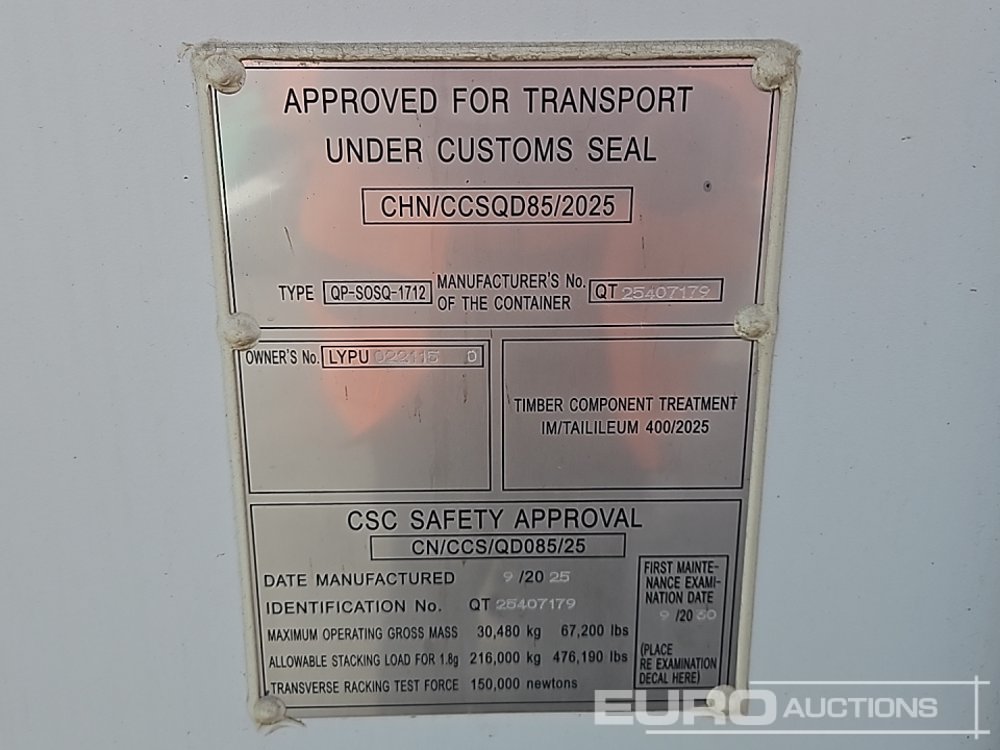 APPROVED FOR TRANSPORT
UNDER CUSTOMS SEAL
CHN/CCSQD85/2025
TYPE QP-SOSQ-1712 MANUFACTURER'S No. OF THE CONTAINER QT 25407179
OWNER'S No. LYPU 022115 0
TIMBER COMPONENT TREATMENT
IM/TAILILEUM 400/2025
CSC SAFETY APPROVAL
CN/CCS/QD085/25
DATE MANUFACTURED 9 /20 25
IDENTIFICATION No. QT 25407179
MAXIMUM OPERATING GROSS MASS 30,480 kg 67,200 lbs
ALLOWABLE STACKING LOAD FOR 1.8g 216,000 kg 476,190 lbs
TRANSVERSE RACKING TEST FORCE 150,000 newtons
FIRST MAINTE-
NANCE EXAMI-
NATION DATE
9 /20 30
(PLACE
RE EXAMINATION
DECAL HERE)
EURO AUCTIONS